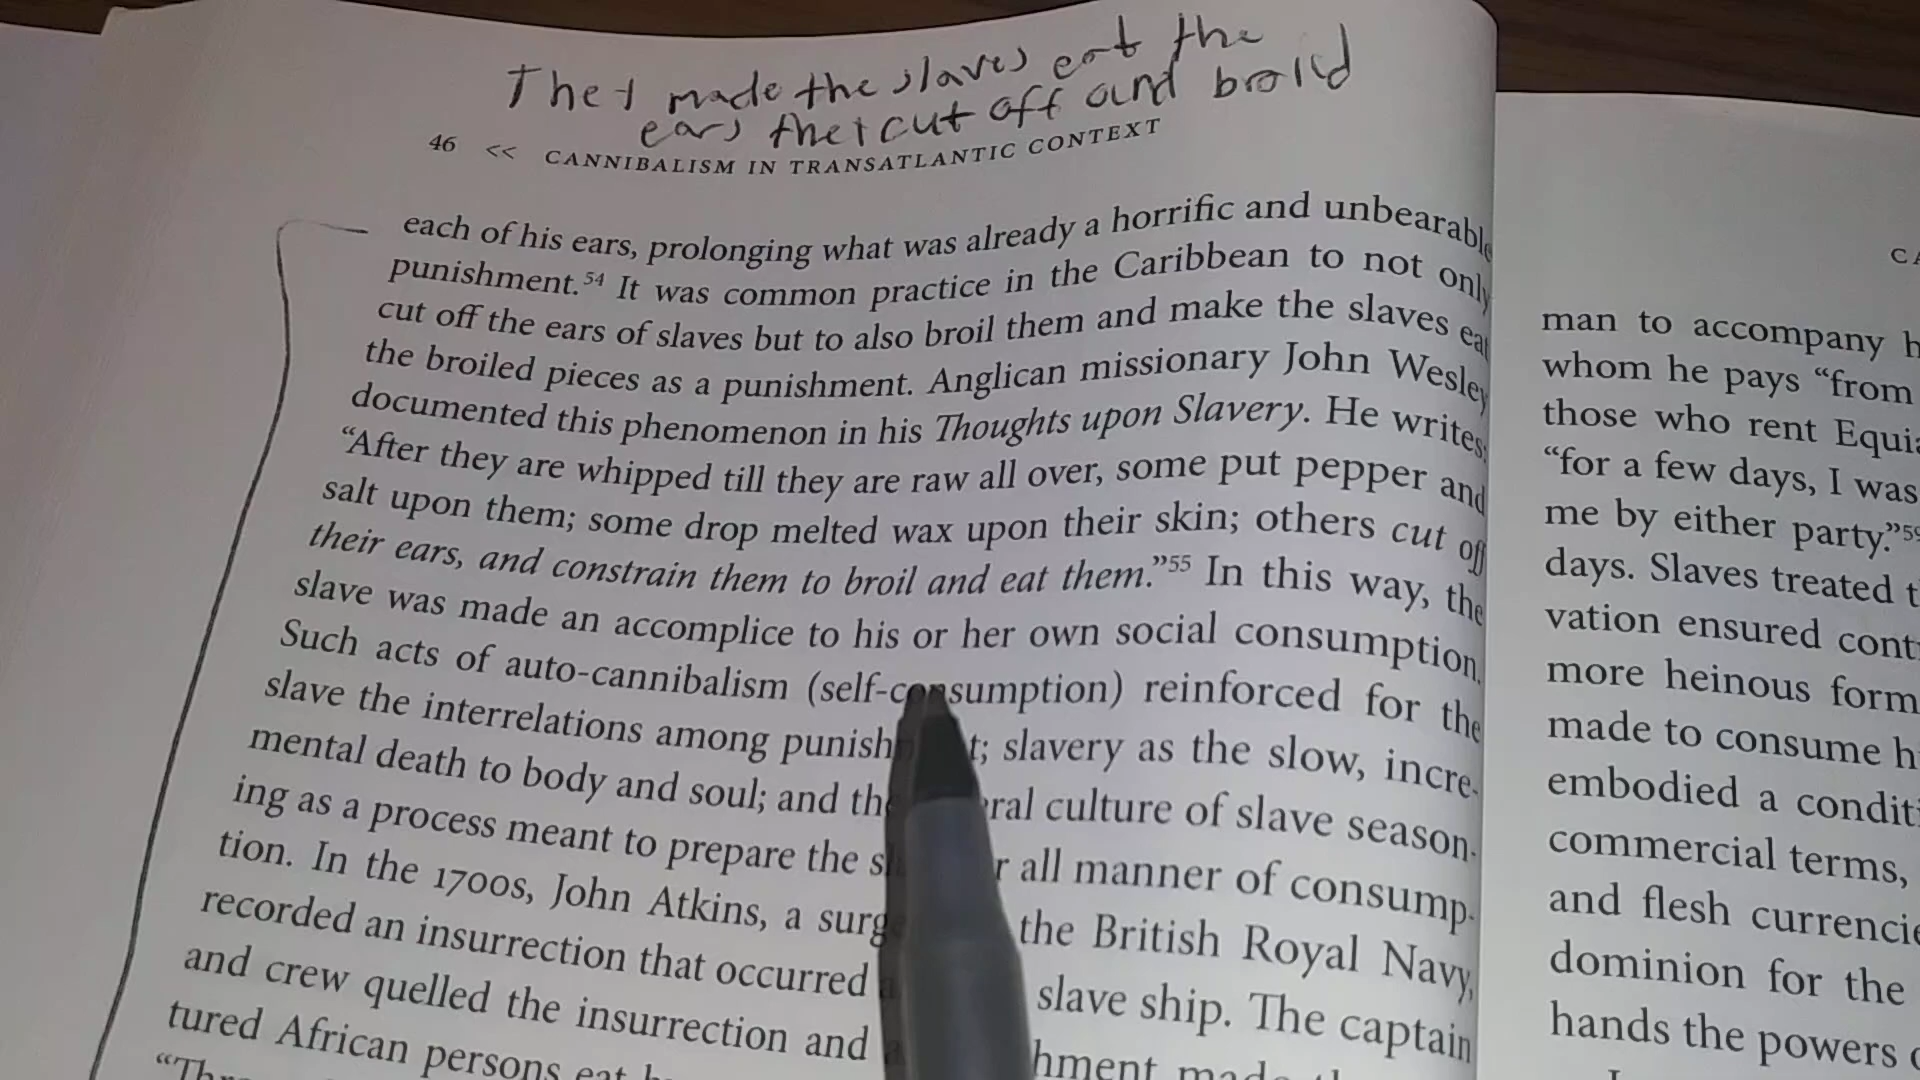 They made the slaves eat the
ears they cut off and broild
46 << CANNIBALISM IN TRANSATLANTIC CONTEXT
each of his ears, prolonging what was already a horrific and unbearable
punishment.54 It was common practice in the Caribbean to not only
cut off the ears of slaves but to also broil them and make the slaves eat
the broiled pieces as a punishment. Anglican missionary John Wesley
documented this phenomenon in his Thoughts upon Slavery. He writes:
“After they are whipped till they are raw all over, some put pepper and
salt upon them; some drop melted wax upon their skin; others cut off
their ears, and constrain them to broil and eat them.”55 In this way, the
slave was made an accomplice to his or her own social consumption.
Such acts of auto-cannibalism (self-consumption) reinforced for the
slave the interrelations among punish t; slavery as the slow, incre-
mental death to body and soul; and the ral culture of slave season-
ing as a process meant to prepare the s r all manner of consump-
tion. In the 1700s, John Atkins, a surg the British Royal Navy,
recorded an insurrection that occurred slave ship. The captain
and crew quelled the insurrection and hment made
tured African persons eat
CA
man to accompany h
whom he pays “from
those who rent Equia
“for a few days, I was
me by either party.”59
days. Slaves treated t
vation ensured cont
more heinous form
made to consume h
embodied a condit
commercial terms,
and flesh currencie
dominion for the
hands the powers o